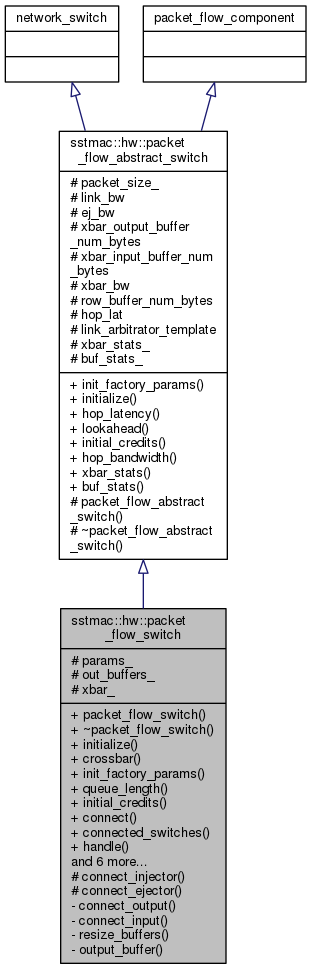 network_switch
packet_flow_component
sstmac::hw::packet
_flow_abstract_switch
# packet_size_
# link_bw
# ej_bw
# xbar_output_buffer
_num_bytes
# xbar_input_buffer_num
_bytes
# xbar_bw
# row_buffer_num_bytes
# hop_lat
# link_arbitrator_template
# xbar_stats_
# buf_stats_
+ init_factory_params()
+ initialize()
+ hop_latency()
+ lookahead()
+ initial_credits()
+ hop_bandwidth()
+ xbar_stats()
+ buf_stats()
# packet_flow_abstract
_switch()
# ~packet_flow_abstract
_switch()
sstmac::hw::packet
_flow_switch
# params_
# out_buffers_
# xbar_
+ packet_flow_switch()
+ ~packet_flow_switch()
+ initialize()
+ crossbar()
+ init_factory_params()
+ queue_length()
+ initial_credits()
+ connect()
+ connected_switches()
+ handle()
and 6 more...
# connect_injector()
# connect_ejector()
- connect_output()
- connect_input()
- resize_buffers()
- output_buffer()